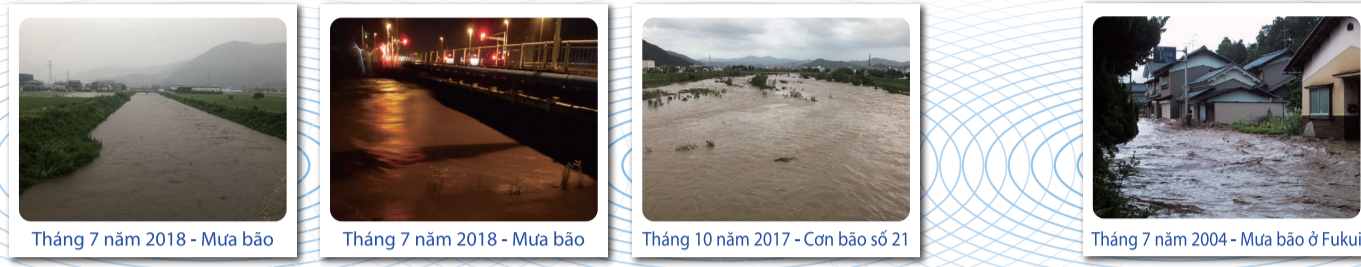 Tháng 7 năm 2018 - Mưa bão
Tháng 7 năm 2018 - Mưa bão
Tháng 10 năm 2017 - Cơn bão số 21
Tháng 7 năm 2004 - Mưa bão ở Fukui